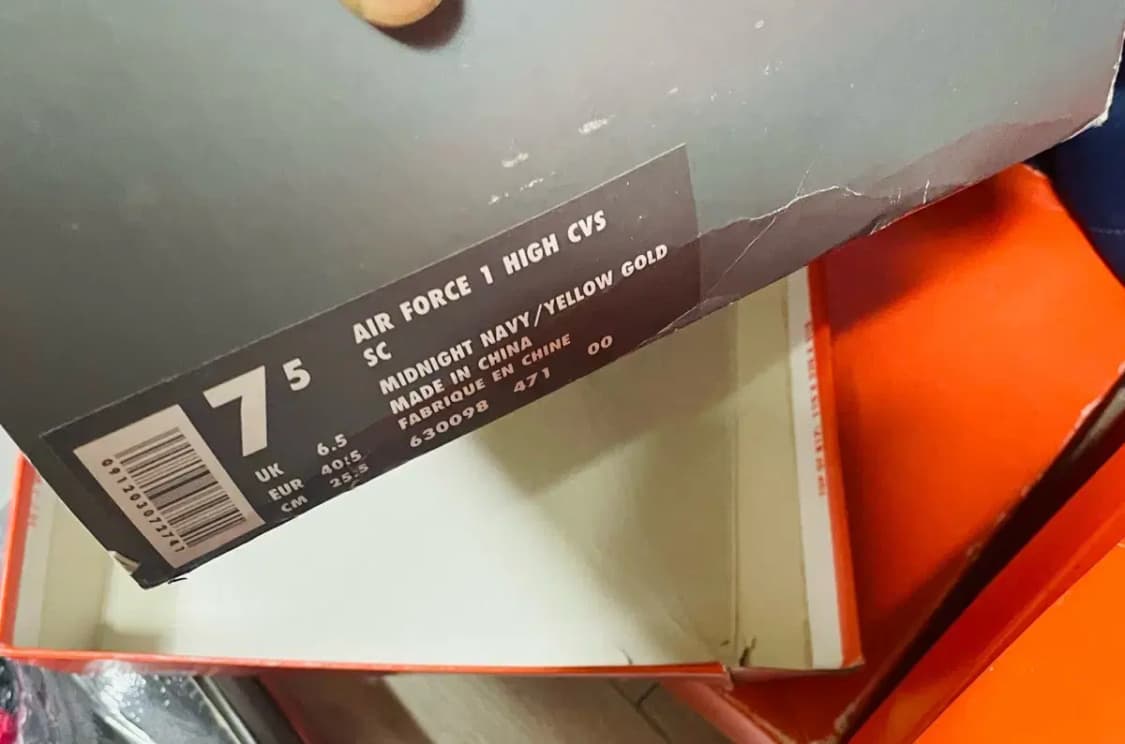 AIR FORCE 1 HIGH CVS
SC
MIDNIGHT NAVY/YELLOW GOLD
MADE IN CHINA
FABRIQUE EN CHINE
630098 471 00
7 5
UK 6.5
EUR 40.5
CM 25.5
091203072741